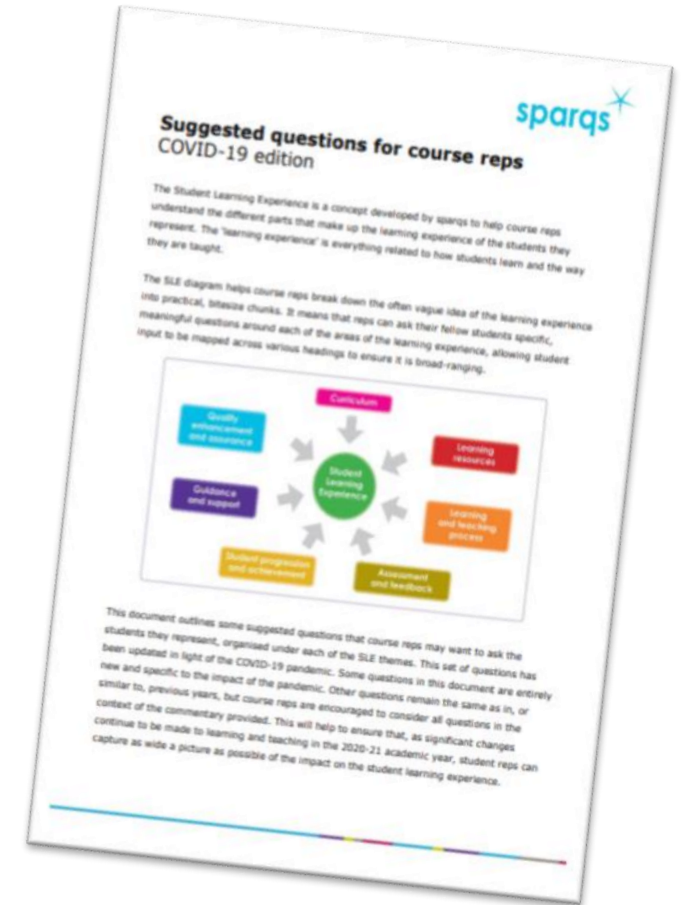 sparqs
Suggested questions for course reps
COVID-19 edition
The Student Learning Experience is a concept developed by sparqs to help course reps
understand the different parts that make up the learning experience of the students they
represent. The 'learning experience' is everything related to how students learn and the way
they are taught.
The SLE diagram helps course reps break down the often vague idea of the learning experience
into practical, bitesize chunks. It means that reps can ask their fellow students specific,
meaningful questions around each of the areas of the learning experience, allowing student
input to be mapped across various headings to ensure it is broad-ranging.
Curriculum
Quality
enhancement
and assurance
Learning
resources
Student
Learning
Experience
Guidance
and support
Learning
and teaching
process
Student progression
and achievement
Assessment
and feedback
This document outlines some suggested questions that course reps may want to ask the
students they represent, organised under each of the SLE themes. This set of questions has
been updated in light of the COVID-19 pandemic. Some questions in this document are entirely
new and specific to the impact of the pandemic. Other questions remain the same as in, or
similar to, previous years, but course reps are encouraged to consider all questions in the
context of the commentary provided. This will help to ensure that, as significant changes
continue to be made to learning and teaching in the 2020-21 academic year, student reps can
capture as wide a picture as possible of the impact on the student learning experience.